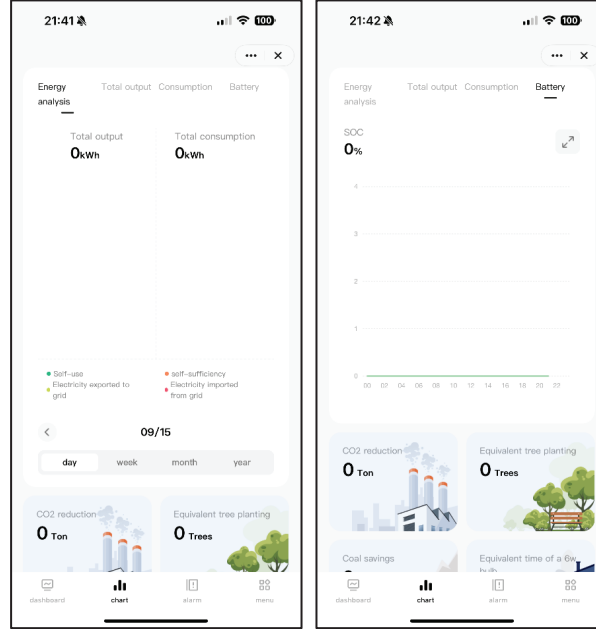 21:41
100
Energy analysis
Total output
Consumption
Battery
Total output
0kWh
Total consumption
0kWh
Self-use
Electricity exported to grid
self-sufficiency
Electricity imported from grid
09/15
day
week
month
year
CO2 reduction
0 Ton
Equivalent tree planting
0 Trees
dashboard
chart
alarm
menu
21:42
100
Energy analysis
Total output
Consumption
Battery
SOC
0%
4
3
2
1
0
00 02 04 06 08 10 12 14 16 18 20 22
CO2 reduction
0 Ton
Equivalent tree planting
0 Trees
Coal savings
Equivalent time of a 6w bulb
dashboard
chart
alarm
menu